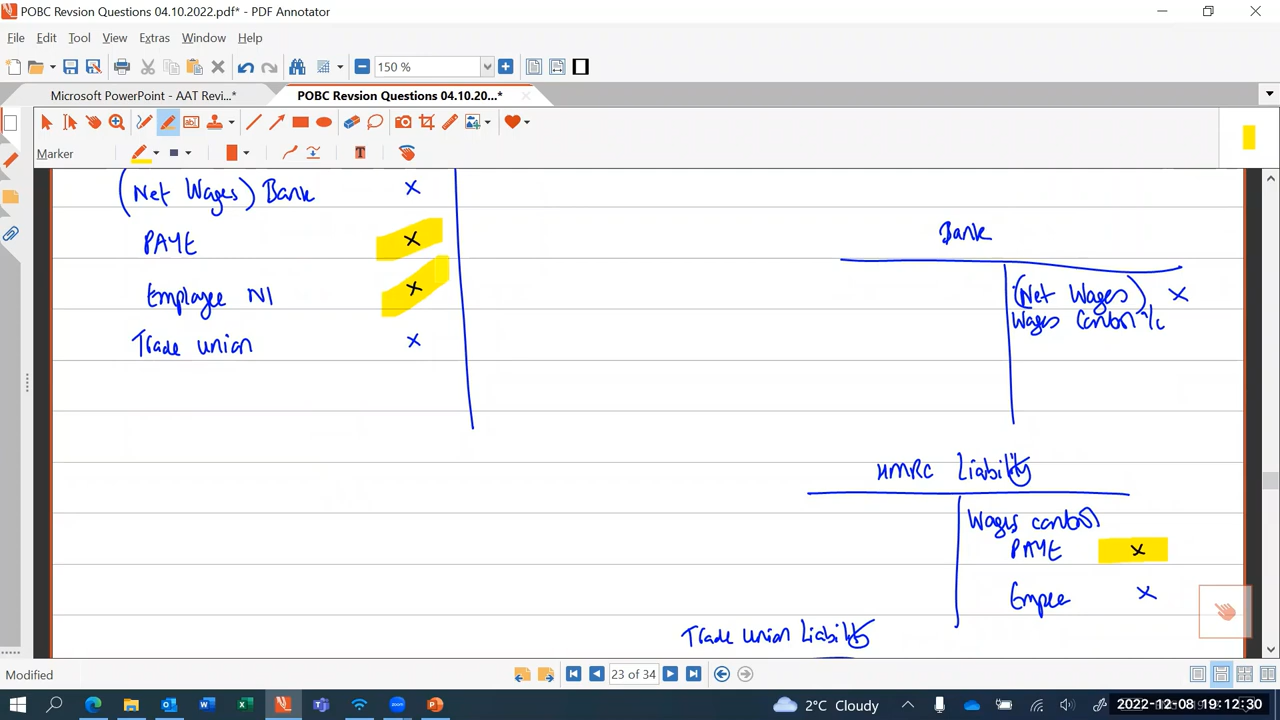 POBC Revsion Questions 04.10.2022.pdf* - PDF Annotator
File Edit Tool View Extras Window Help
150 %
Microsoft PowerPoint - AAT Revi...*
POBC Revsion Questions 04.10.20...*
Marker
(Net Wages) Bank x
PAYE x
Employee NI x
Trade union x
Bank
(Net Wages) x
Wages Control a/c
HMRC Liability
Wages control
PAYE x
Empee x
Trade union Liability
Modified
23 of 34
2°C Cloudy
2022-12-08 19:12:30